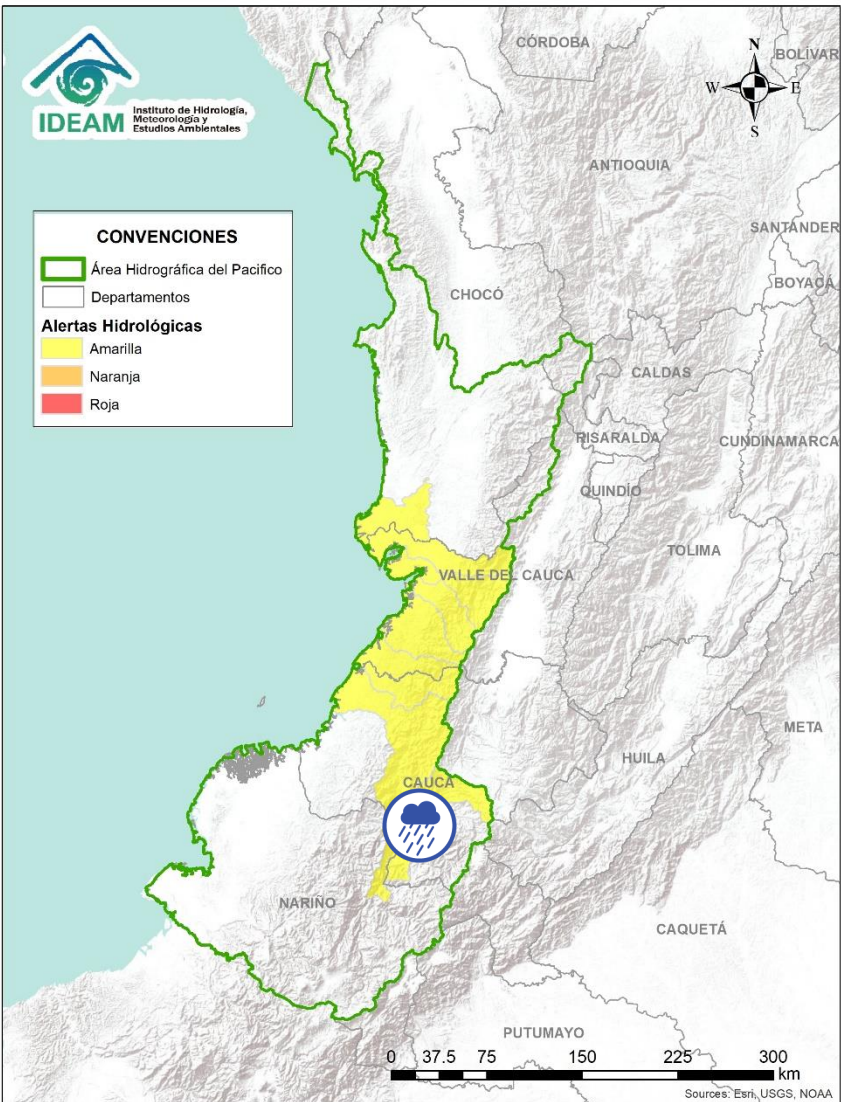 IDEAM
Instituto de Hidrología,
Meteorología y
Estudios Ambientales
N
W
E
S
CÓRDOBA
BOLÍVAR
ANTIOQUIA
SANTANDER
BOYACÁ
CHOCÓ
CALDAS
RISARALDA
CUNDINAMARCA
QUINDÍO
TOLIMA
VALLE DEL CAUCA
META
HUILA
CAUCA
NARIÑO
CAQUETÁ
PUTUMAYO
CONVENCIONES
Área Hidrográfica del Pacifico
Departamentos
Alertas Hidrológicas
Amarilla
Naranja
Roja
0 37.5 75 150 225 300
km
Sources: Esri, USGS, NOAA